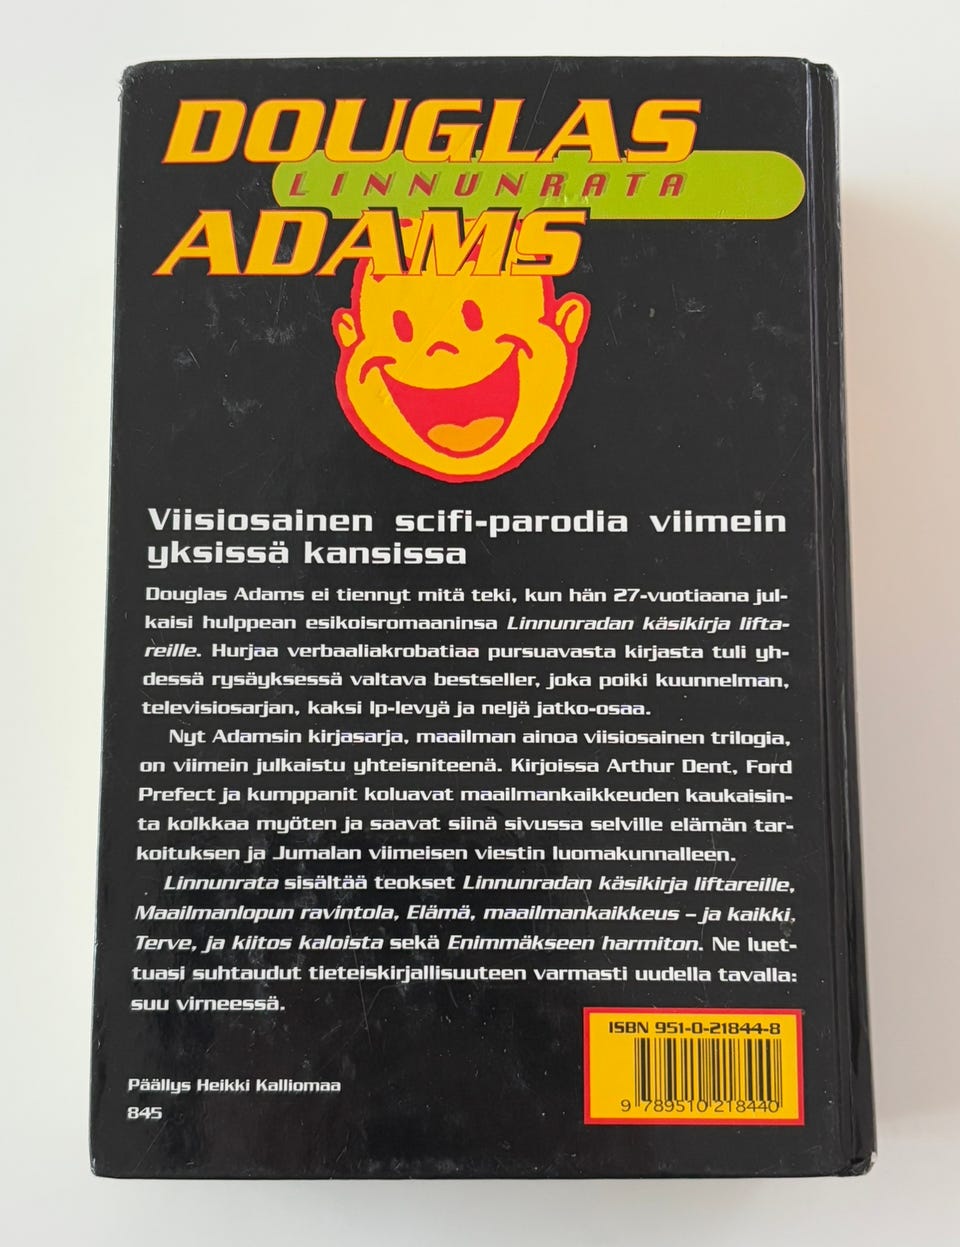 DOUGLAS
LINNUNRATA
ADAMS
Viisiosainen scifi-parodia viimein
yksissä kansissa
Douglas Adams ei tiennyt mitä teki, kun hän 27-vuotiaana jul-
kaisi hulppean esikoisromaaninsa Linnunradan käsikirja lifta-
reille. Hurjaa verbaaliakrobatiaa pursuavasta kirjasta tuli yh-
dessä rysäyksessä valtava bestseller, joka poiki kuunnelman,
televisiosarjan, kaksi lp-levyä ja neljä jatko-osaa.
Nyt Adamsin kirjasarja, maailman ainoa viisiosainen trilogia,
on viimein julkaistu yhteisniteenä. Kirjoissa Arthur Dent, Ford
Prefect ja kumppanit koluavat maailmankaikkeuden kaukaisin-
ta kolkkaa myöten ja saavat siinä sivussa selville elämän tar-
koituksen ja Jumalan viimeisen viestin luomakunnalleen.
Linnunrata sisältää teokset Linnunradan käsikirja liftareille,
Maailmanlopun ravintola, Elämä, maailmankaikkeus – ja kaikki,
Terve, ja kiitos kaloista sekä Enimmäkseen harmiton. Ne luet-
tuasi suhtaudut tieteiskirjallisuuteen varmasti uudella tavalla:
suu virneessä.
ISBN 951-0-21844-8
9 789510 218440
Päällys Heikki Kalliomaa
845